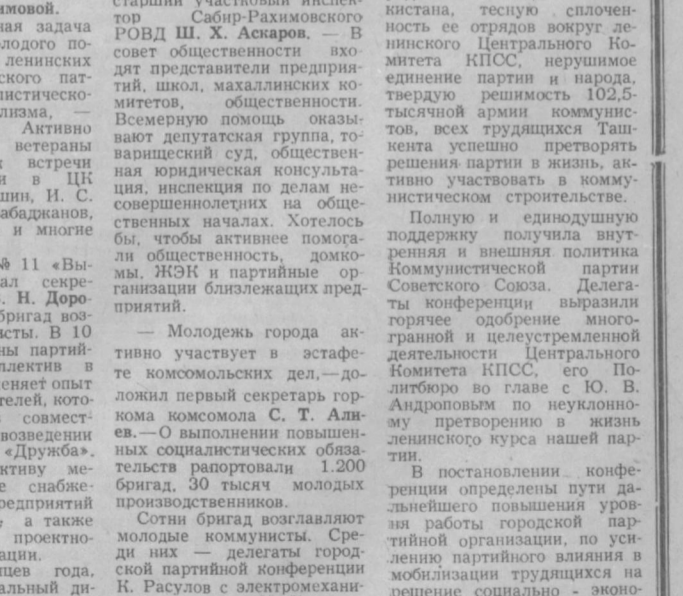 имовой.
ная задача
олодого по-
ленинских
ского пат-
листическо-
лизма, —
Активно
ветераны
встречи
и в ЦК
шин, И. С.
абаджанов,
и многие
№ 11 «Вы-
ал секре-
Н. Доро-
бригад воз-
исты. В 10
ны партий-
ллектив в
еняет опыт
телей, кото-
совмест-
возведении
«Дружба».
ективу ме-
е снабже-
редприятий
а также
проектно-
ации.
цев года,
альный ди-
старший участковый инспек-
тор Сабир-Рахимовского
РОВД Ш. Х. Аскаров. — В
совет общественности вхо-
дят представители предприя-
тий, школ, махаллинских ко-
митетов, общественности.
Всемерную помощь оказы-
вают депутатская группа, то-
варищеский суд, обществен-
ная юридическая консульта-
ция, инспекция по делам не-
совершеннолетних на обще-
ственных началах. Хотелось
бы, чтобы активнее помога-
ли общественность, домко-
мы. ЖЭК и партийные ор-
ганизации близлежащих пред-
приятий.
— Молодежь города ак-
тивно участвует в эстафе-
те комсомольских дел,—до-
ложил первый секретарь гор-
кома комсомола С. Т. Али-
ев.—О выполнении повышен-
ных социалистических обяза-
тельств рапортовали 1.200
бригад, 30 тысяч молодых
производственников.
Сотни бригад возглавляют
молодые коммунисты. Сре-
ди них — делегаты город-
ской партийной конференции
К. Расулов с электромехани-
кистана, тесную сплочен-
ность ее отрядов вокруг ле-
нинского Центрального Ко-
митета КПСС, нерушимое
единение партии и народа,
твердую решимость 102,5-
тысячной армии коммунис-
тов, всех трудящихся Таш-
кента успешно претворять
решения партии в жизнь, ак-
тивно участвовать в комму-
нистическом строительстве.
Полную и единодушную
поддержку получила внут-
ренняя и внешняя политика
Коммунистической партии
Советского Союза. Делега-
ты конференции выразили
горячее одобрение много-
гранной и целеустремленной
деятельности Центрального
Комитета КПСС, его По-
литбюро во главе с Ю. В.
Андроповым по неуклонно-
му претворению в жизнь
ленинского курса нашей пар-
тии.
В постановлении конфе-
ренции определены пути да-
льнейшего повышения уров-
ня работы городской пар-
тийной организации, по уси-
лению партийного влияния в
мобилизации трудящихся на
решение социально - эконо-